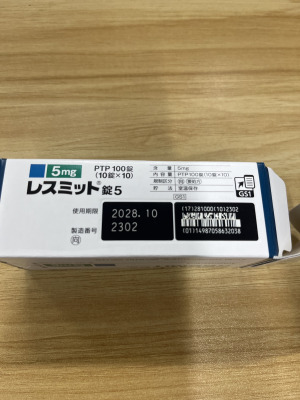 5mg
PTP 100錠
(10錠×10)
レスミット®錠5
使用期限
2028.10
製造番号
2302
向
含 量 5mg
内 容 量 PTP 100錠(10錠×10)
規制区分
貯 法 室温保存
GS1
(17)281000(10)2302
(01)14987058632038